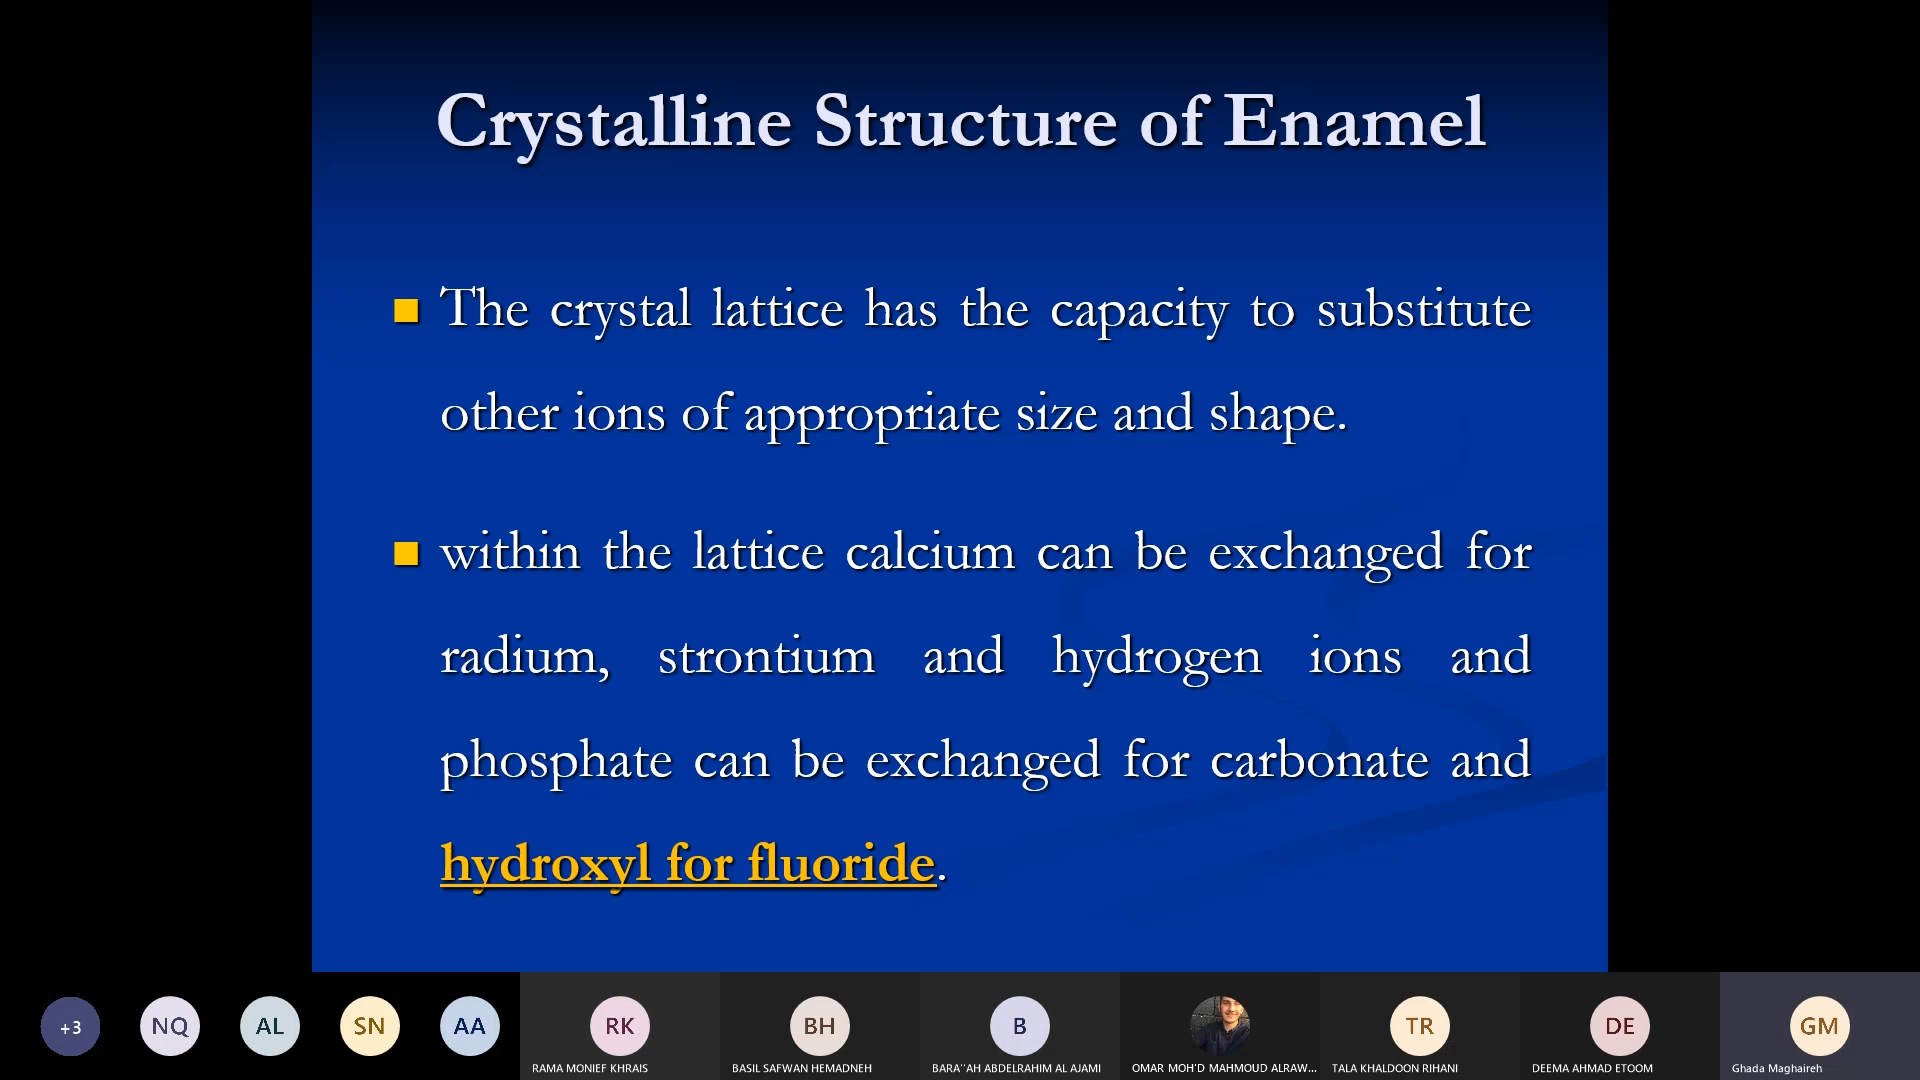 Crystalline Structure of Enamel
The crystal lattice has the capacity to substitute
other ions of appropriate size and shape.
within the lattice calcium can be exchanged for
radium, strontium and hydrogen ions and
phosphate can be exchanged for carbonate and
hydroxyl for fluoride.
+3
NQ
AL
SN
AA
RK
BH
B
TR
DE
GM
RAMA MONIEF KHRAIS
BASIL SAFWAN HEMADNEH
BARA''AH ABDELRAHIM AL AJAMI
OMAR MOH'D MAHMOUD ALRAW...
TALA KHALDOON RIHANI
DEEMA AHMAD ETOOM
Ghada Maghaireh